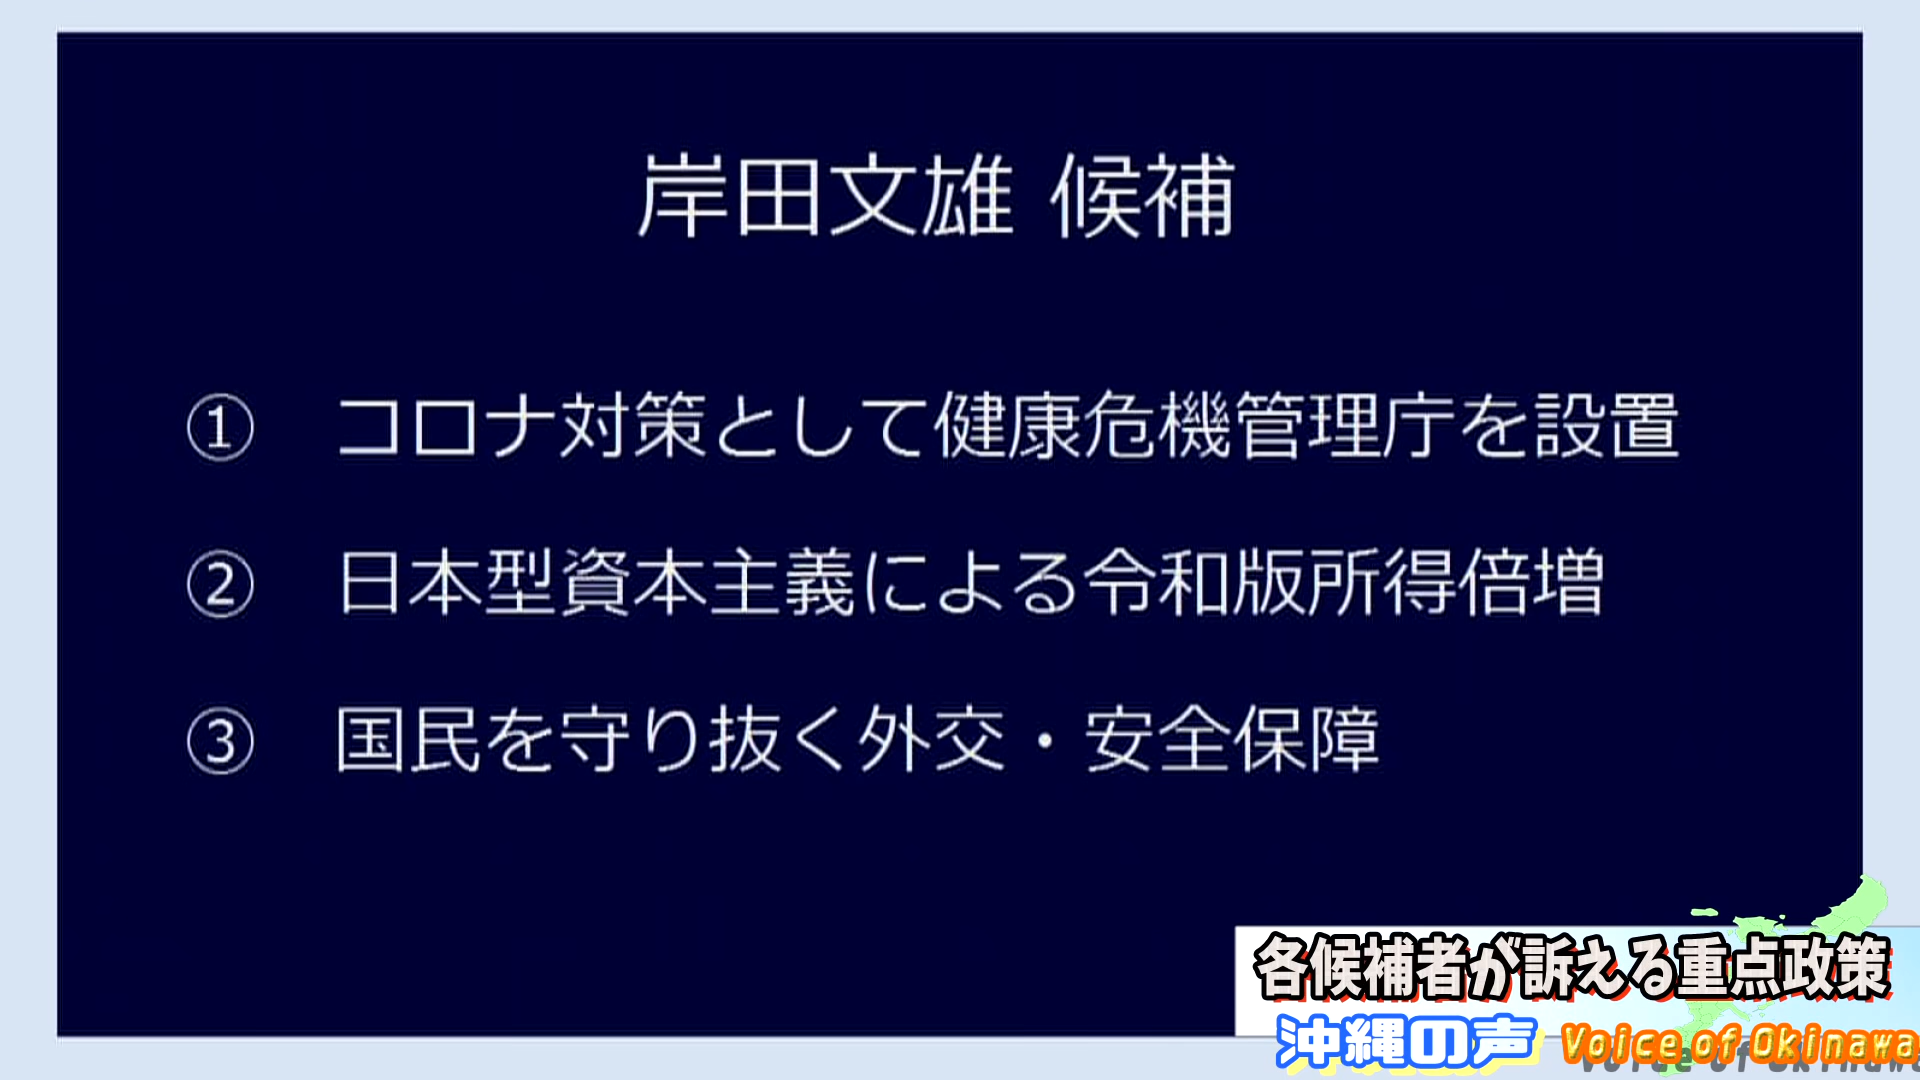 岸田文雄 候補
① コロナ対策として健康危機管理庁を設置
② 日本型資本主義による令和版所得倍増
③ 国民を守り抜く外交・安全保障
各候補者が訴える重点政策
沖縄の声 Voice of Okinawa